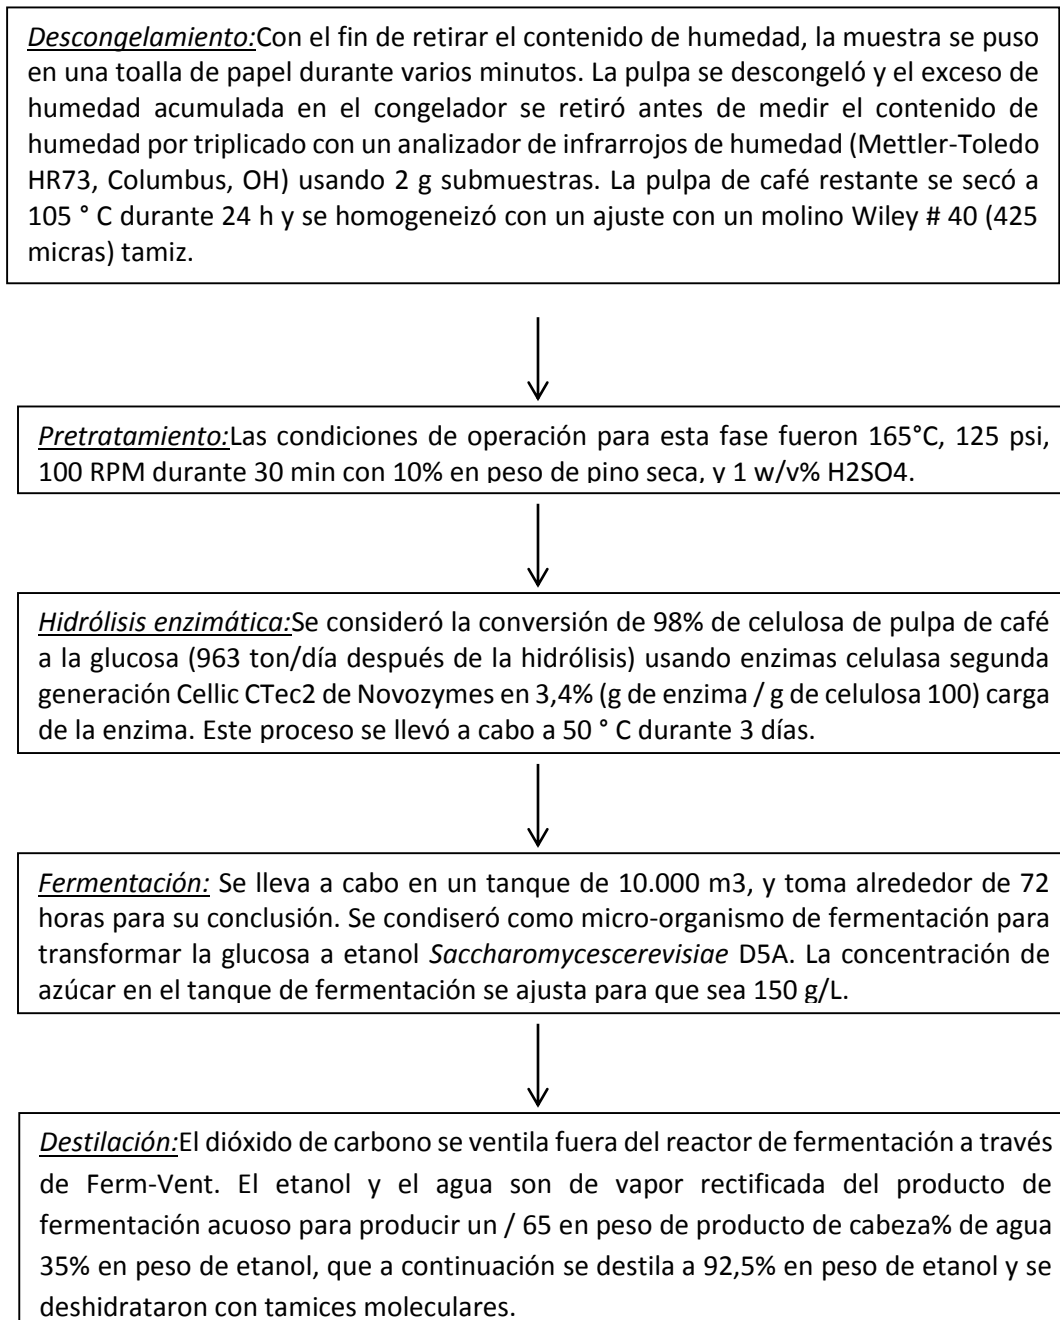 Descongelamiento:Con el fin de retirar el contenido de humedad, la muestra se puso
en una toalla de papel durante varios minutos. La pulpa se descongeló y el exceso de
humedad acumulada en el congelador se retiró antes de medir el contenido de
humedad por triplicado con un analizador de infrarrojos de humedad (Mettler-Toledo
HR73, Columbus, OH) usando 2 g submuestras. La pulpa de café restante se secó a
105 ° C durante 24 h y se homogeneizó con un ajuste con un molino Wiley # 40 (425
micras) tamiz.
Pretratamiento:Las condiciones de operación para esta fase fueron 165°C, 125 psi,
100 RPM durante 30 min con 10% en peso de pino seca, y 1 w/v% H2SO4.
Hidrólisis enzimática:Se consideró la conversión de 98% de celulosa de pulpa de café
a la glucosa (963 ton/día después de la hidrólisis) usando enzimas celulasa segunda
generación Cellic CTec2 de Novozymes en 3,4% (g de enzima / g de celulosa 100) carga
de la enzima. Este proceso se llevó a cabo a 50 ° C durante 3 días.
Fermentación: Se lleva a cabo en un tanque de 10.000 m3, y toma alrededor de 72
horas para su conclusión. Se condiseró como micro-organismo de fermentación para
transformar la glucosa a etanol Saccharomycescerevisiae D5A. La concentración de
azúcar en el tanque de fermentación se ajusta para que sea 150 g/L.
Destilación:El dióxido de carbono se ventila fuera del reactor de fermentación a través
de Ferm-Vent. El etanol y el agua son de vapor rectificada del producto de
fermentación acuoso para producir un / 65 en peso de producto de cabeza% de agua
35% en peso de etanol, que a continuación se destila a 92,5% en peso de etanol y se
deshidrataron con tamices moleculares.